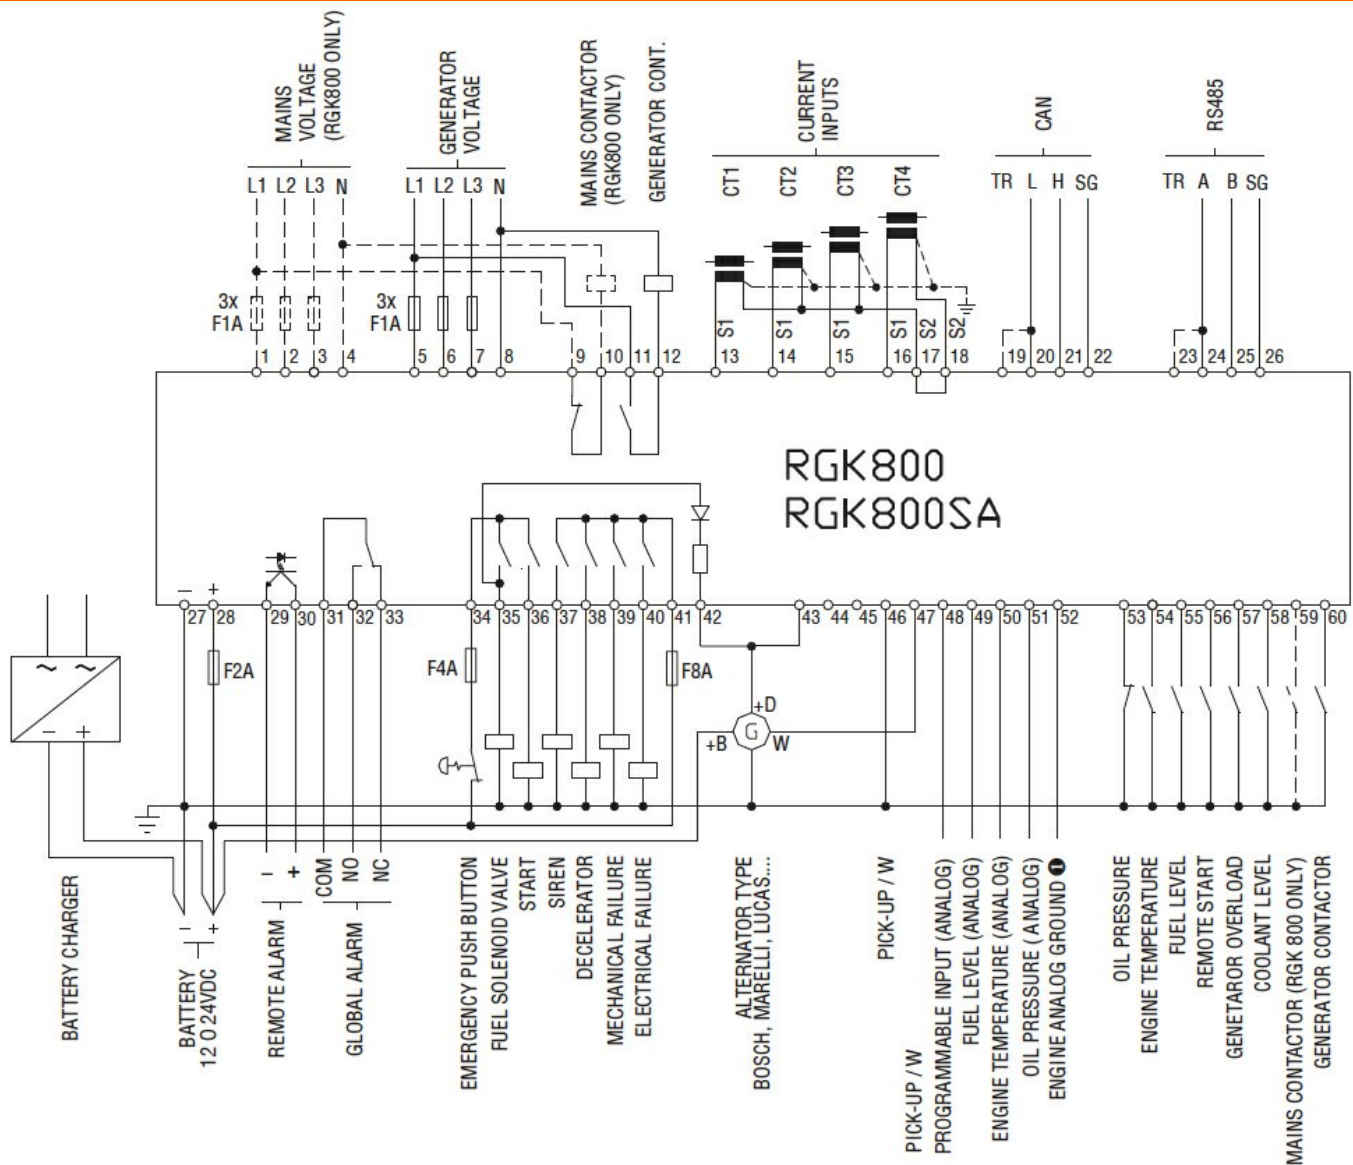 MAINS
VOLTAGE
(RGK800 ONLY)
GENERATOR
VOLTAGE
MAINS CONTACTOR
(RGK800 ONLY)
GENERATOR CONT.
CURRENT
INPUTS
CAN
RS485
L1 L2 L3 N
L1 L2 L3 N
CT1 CT2 CT3 CT4
TR L H SG
TR A B SG
3x
F1A
3x
F1A
S1 S1 S1 S1 S2 S2
1 2 3 4 5 6 7 8 9 10 11 12 13 14 15 16 17 18 19 20 21 22 23 24 25 26
RGK800
RGK800SA
– +
27 28 29 30 31 32 33 34 35 36 37 38 39 40 41 42 43 44 45 46 47 48 49 50 51 52 53 54 55 56 57 58 59 60
~ ~
– +
F2A
F4A
F8A
+D
+B
G
W
BATTERY CHARGER
– +
BATTERY
12 O 24VDC
– +
REMOTE ALARM
COM
NO
NC
GLOBAL ALARM
EMERGENCY PUSH BUTTON
FUEL SOLENOID VALVE
START
SIREN
DECELERATOR
MECHANICAL FAILURE
ELECTRICAL FAILURE
ALTERNATOR TYPE
BOSCH, MARELLI, LUCAS....
PICK-UP / W
PICK-UP / W
PROGRAMMABLE INPUT (ANALOG)
FUEL LEVEL (ANALOG)
ENGINE TEMPERATURE (ANALOG)
OIL PRESSURE ( ANALOG)
ENGINE ANALOG GROUND ❶
OIL PRESSURE
ENGINE TEMPERATURE
FUEL LEVEL
REMOTE START
GENETAROR OVERLOAD
COOLANT LEVEL
MAINS CONTACTOR (RGK 800 ONLY)
GENERATOR CONTACTOR